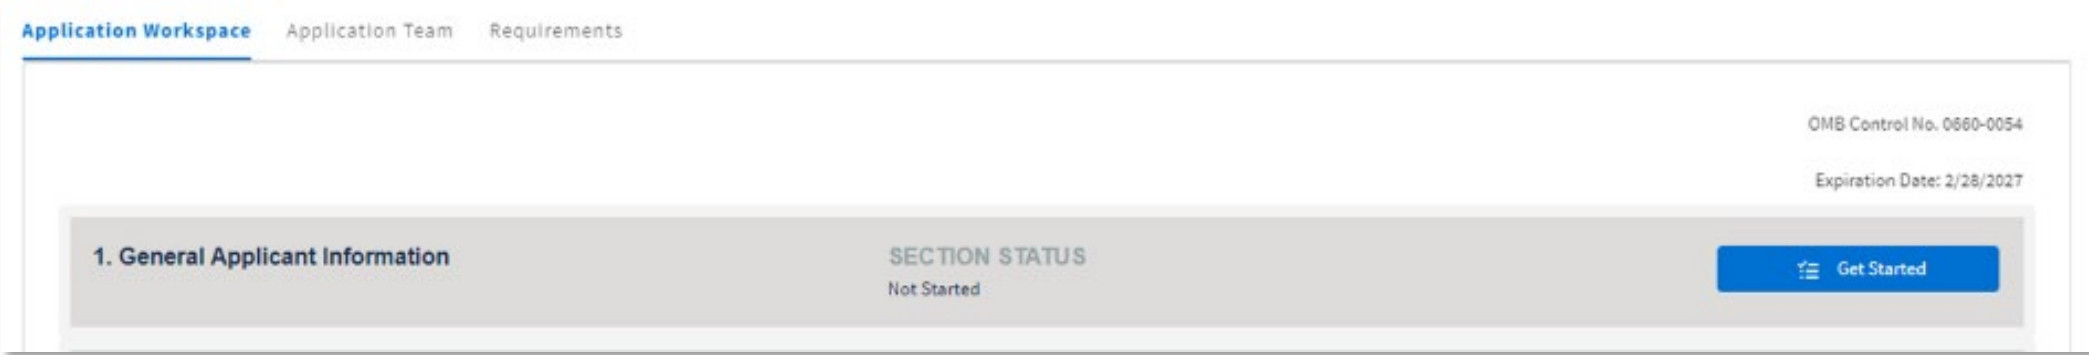 Application Workspace Application Team Requirements
OMB Control No. 0660-0054
Expiration Date: 2/28/2027
1. General Applicant Information SECTION STATUS Get Started
Not Started